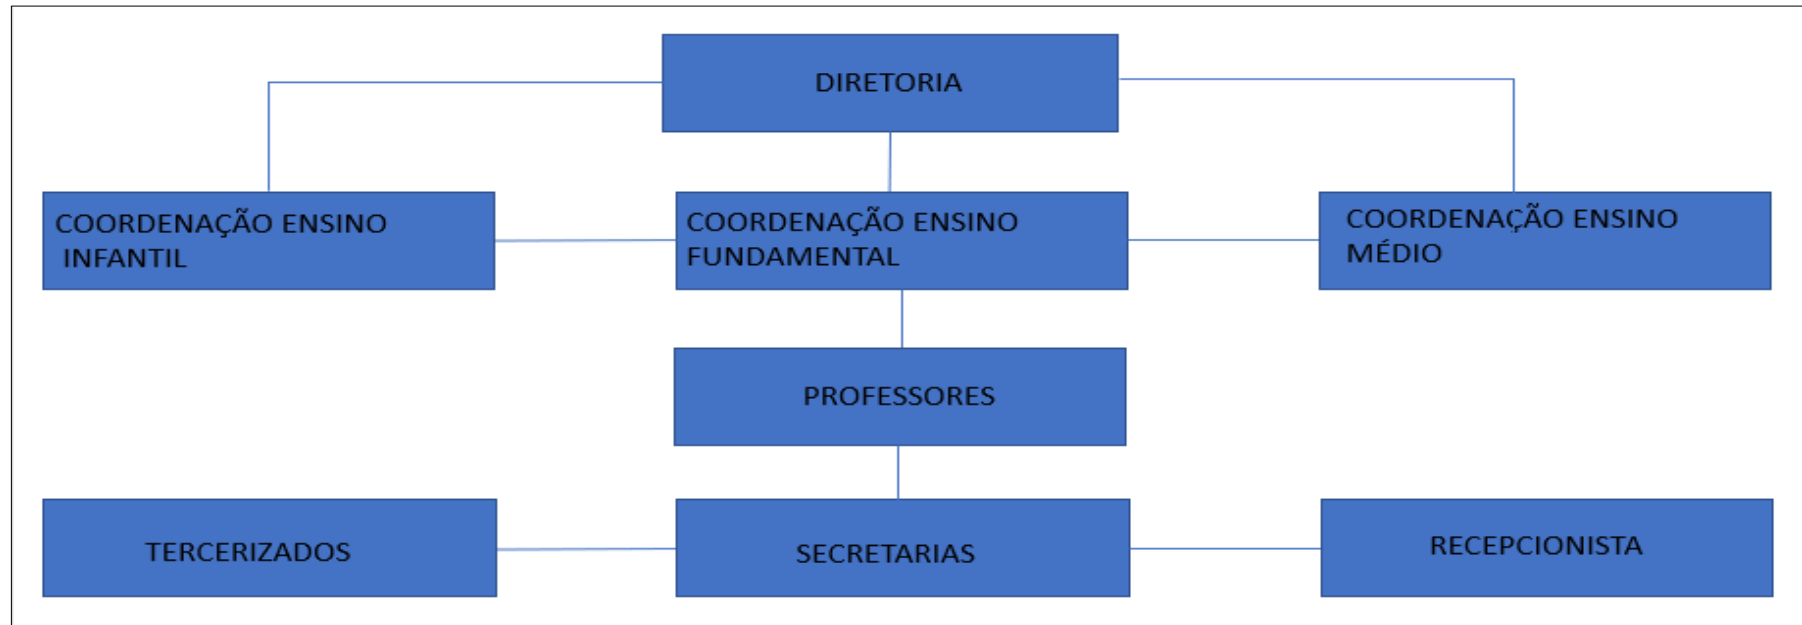 DIRETORIA
COORDENAÇÃO ENSINO
INFANTIL
COORDENAÇÃO ENSINO
FUNDAMENTAL
COORDENAÇÃO ENSINO
MÉDIO
PROFESSORES
TERCERIZADOS
SECRETARIAS
RECEPCIONISTA